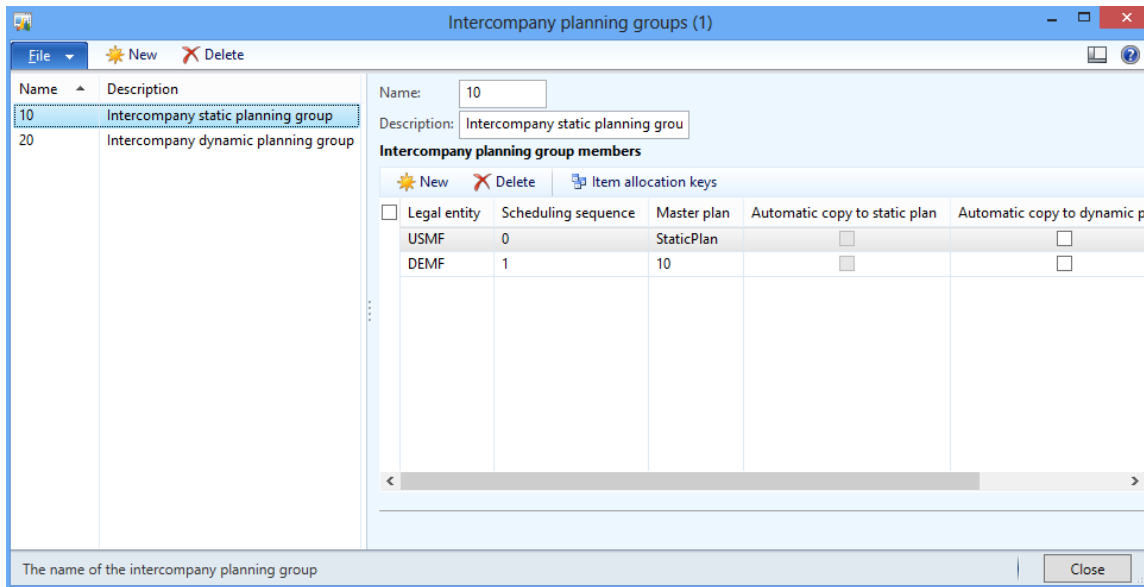 Intercompany planning groups (1)
File New Delete
Name Description
10 Intercompany static planning group
20 Intercompany dynamic planning group
Name: 10
Description: Intercompany static planning grou
Intercompany planning group members
New Delete Item allocation keys
Legal entity Scheduling sequence Master plan Automatic copy to static plan Automatic copy to dynamic p
USMF 0 StaticPlan
DEMF 1 10
The name of the intercompany planning group
Close